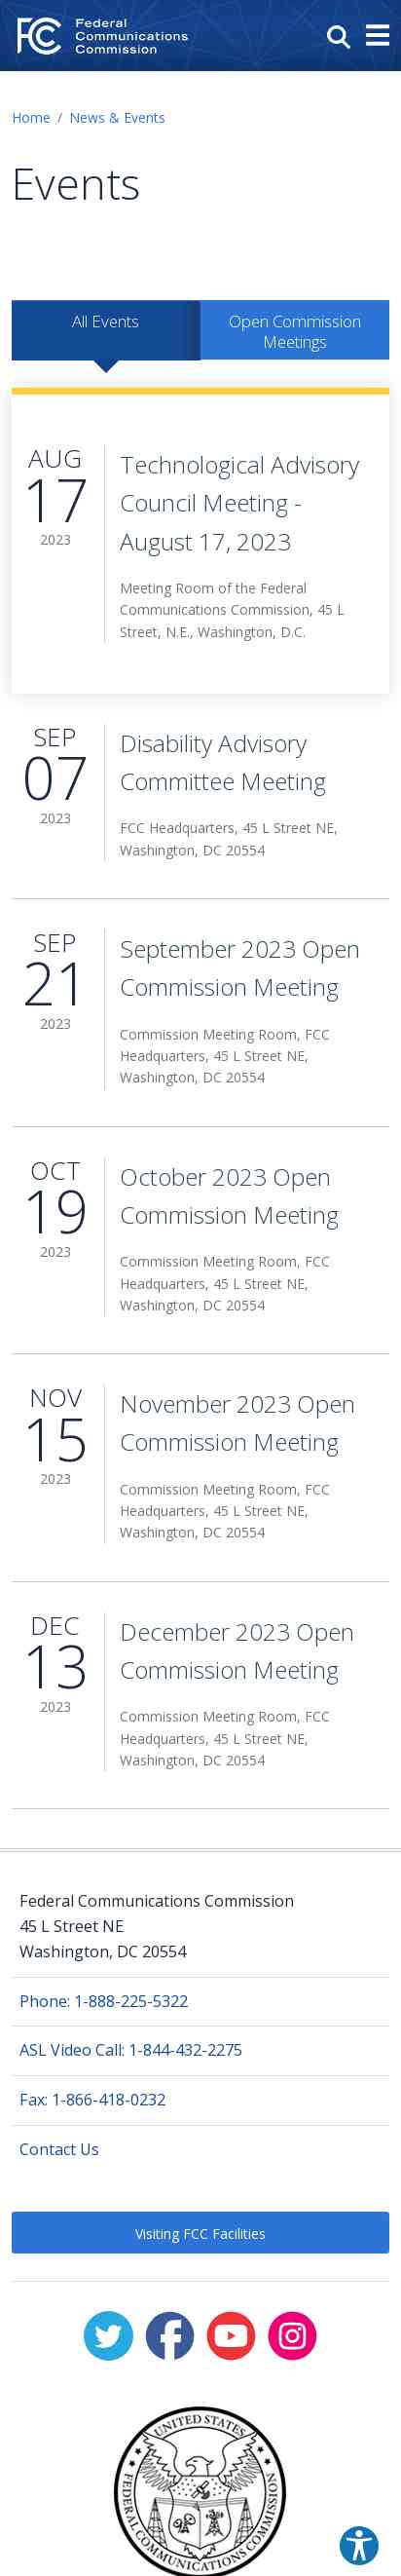 Federal
Communications
Commission
Home / News & Events
Events
All Events
Open Commission
Meetings
AUG
17
2023
Technological Advisory
Council Meeting -
August 17, 2023
Meeting Room of the Federal
Communications Commission, 45 L
Street, N.E., Washington, D.C.
SEP
07
2023
Disability Advisory
Committee Meeting
FCC Headquarters, 45 L Street NE,
Washington, DC 20554
SEP
21
2023
September 2023 Open
Commission Meeting
Commission Meeting Room, FCC
Headquarters, 45 L Street NE,
Washington, DC 20554
OCT
19
2023
October 2023 Open
Commission Meeting
Commission Meeting Room, FCC
Headquarters, 45 L Street NE,
Washington, DC 20554
NOV
15
2023
November 2023 Open
Commission Meeting
Commission Meeting Room, FCC
Headquarters, 45 L Street NE,
Washington, DC 20554
DEC
13
2023
December 2023 Open
Commission Meeting
Commission Meeting Room, FCC
Headquarters, 45 L Street NE,
Washington, DC 20554
Federal Communications Commission
45 L Street NE
Washington, DC 20554
Phone: 1-888-225-5322
ASL Video Call: 1-844-432-2275
Fax: 1-866-418-0232
Contact Us
Visiting FCC Facilities
UNITED STATES
FEDERAL COMMUNICATIONS COMMISSION